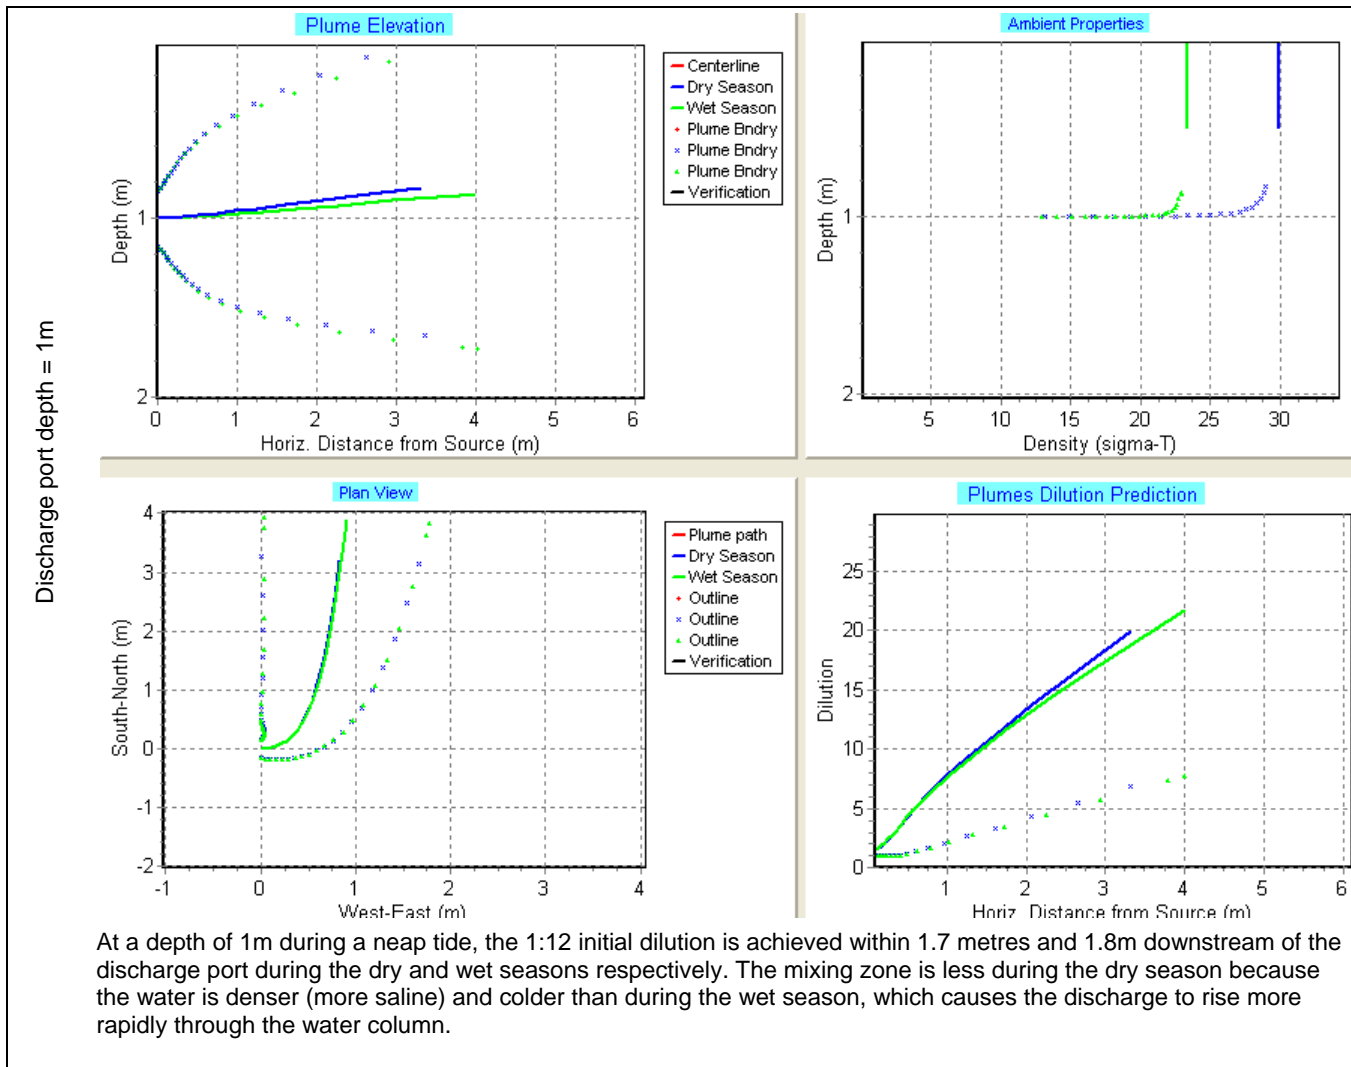 Discharge port depth = 1m
Plume Elevation
Depth (m)
1
2
0 1 2 3 4 5 6
Horiz. Distance from Source (m)
Centerline
Dry Season
Wet Season
Plume Bndry
Plume Bndry
Plume Bndry
Verification
Ambient Properties
Depth (m)
1
2
5 10 15 20 25 30
Density (sigma-T)
Plan View
South-North (m)
4
3
2
1
0
-1
-2
-1 0 1 2 3 4
West-East (m)
Plume path
Dry Season
Wet Season
Outline
Outline
Outline
Verification
Plumes Dilution Prediction
Dilution
25
20
15
10
5
0
1 2 3 4 5 6
Horiz. Distance from Source (m)
At a depth of 1m during a neap tide, the 1:12 initial dilution is achieved within 1.7 metres and 1.8m downstream of the
discharge port during the dry and wet seasons respectively. The mixing zone is less during the dry season because
the water is denser (more saline) and colder than during the wet season, which causes the discharge to rise more
rapidly through the water column.